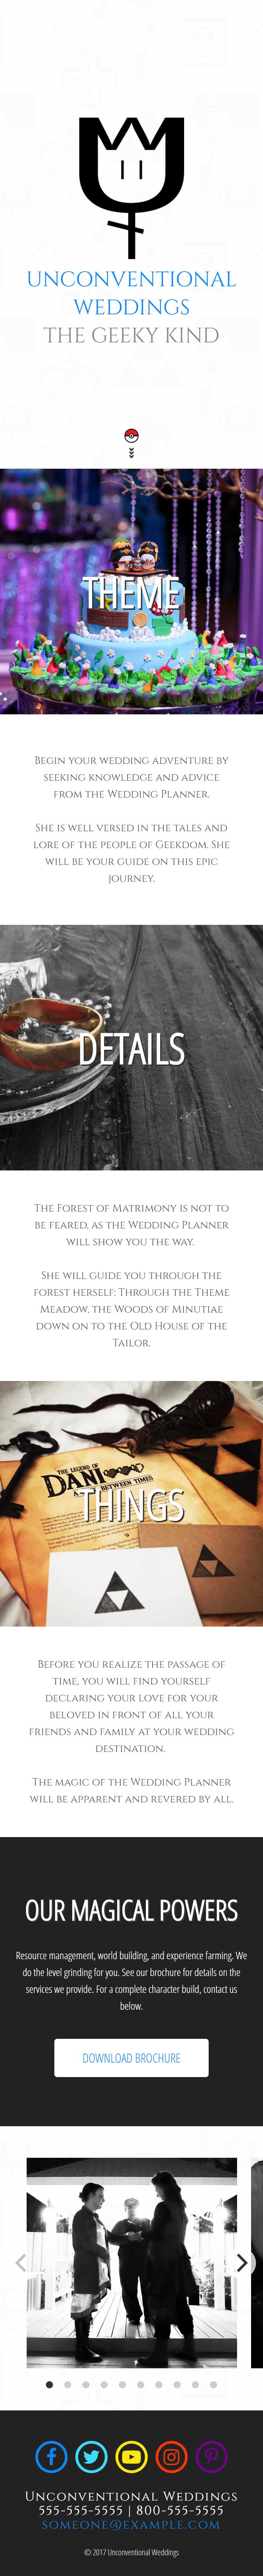 UNCONVENTIONAL
WEDDINGS
THE GEEKY KIND
THEME
Begin your wedding adventure by
seeking knowledge and advice
from the Wedding Planner.
She is well versed in the tales and
lore of the people of Geekdom. She
will be your guide on this epic
journey.
DETAILS
The Forest of Matrimony is not to
be feared, as the Wedding Planner
will show you the way.
She will guide you through the
forest herself: Through the Theme
Meadow, the Woods of Minutiae
down on to the Old House of the
Tailor.
THE LEGEND OF
DANI
BETWEEN TIMES
THINGS
Before you realize the passage of
time, you will find yourself
declaring your love for your
beloved in front of all your
friends and family at your wedding
destination.
The magic of the Wedding Planner
will be apparent and revered by all.
OUR MAGICAL POWERS
Resource management, world building, and experience farming. We
do the level grinding for you. See our brochure for details on the
services we provide. For a complete character build, contact us
below.
DOWNLOAD BROCHURE
Unconventional Weddings
555-555-5555 | 800-555-5555
someone@example.com
© 2017 Unconventional Weddings